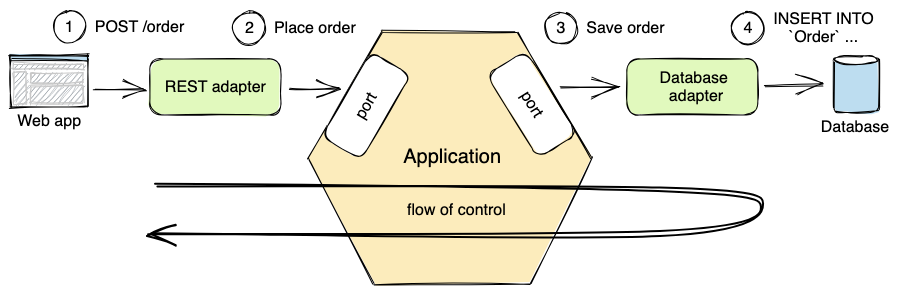 1 POST /order
2 Place order
3 Save order
4 INSERT INTO
`Order` ...
Web app
REST adapter
port
port
Database
adapter
Database
Application
flow of control